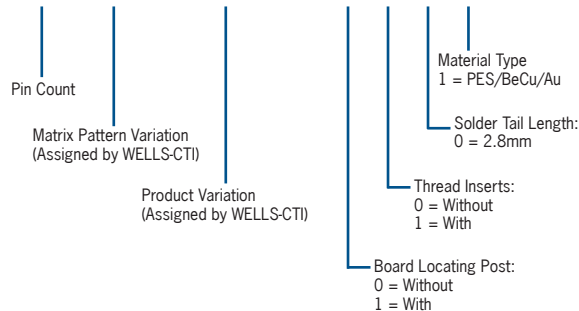 Material Type
1 = PES/BeCu/Au
Pin Count
Solder Tail Length:
0 = 2.8mm
Matrix Pattern Variation
(Assigned by WELLS-CTI)
Thread Inserts:
0 = Without
1 = With
Product Variation
(Assigned by WELLS-CTI)
Board Locating Post:
0 = Without
1 = With